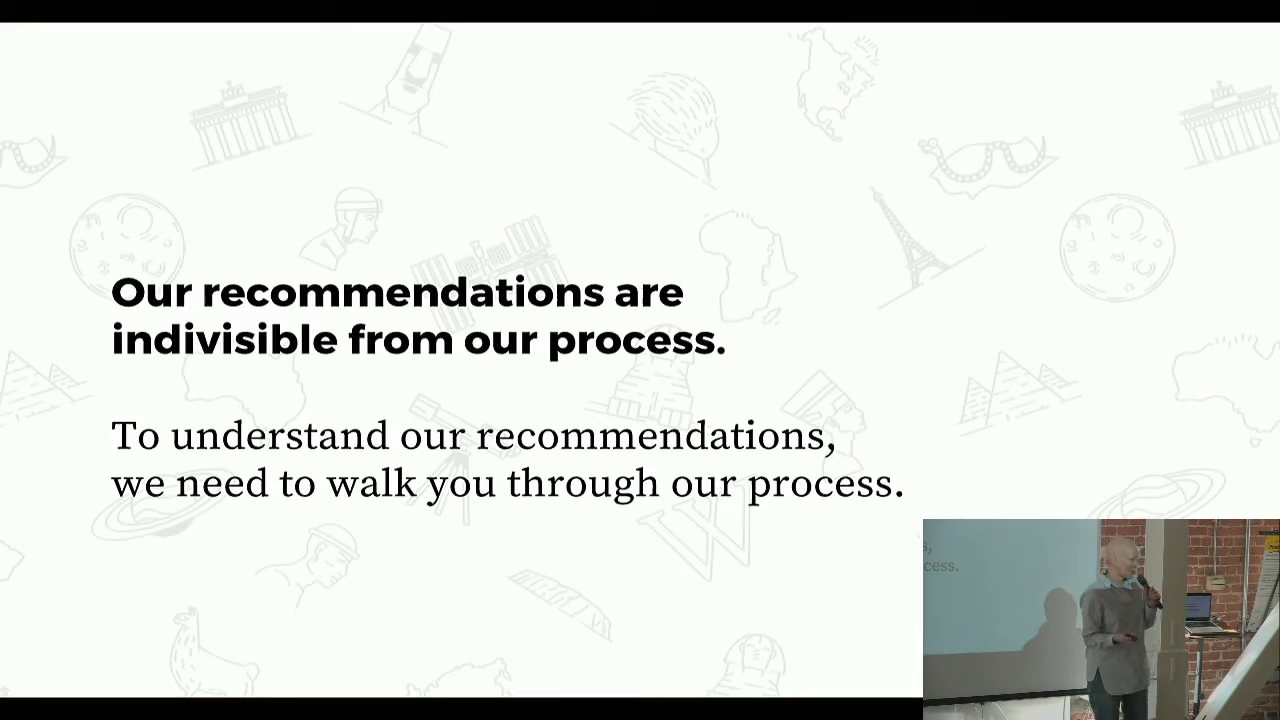 Our recommendations are
indivisible from our process.
To understand our recommendations,
we need to walk you through our process.
s,
cess.